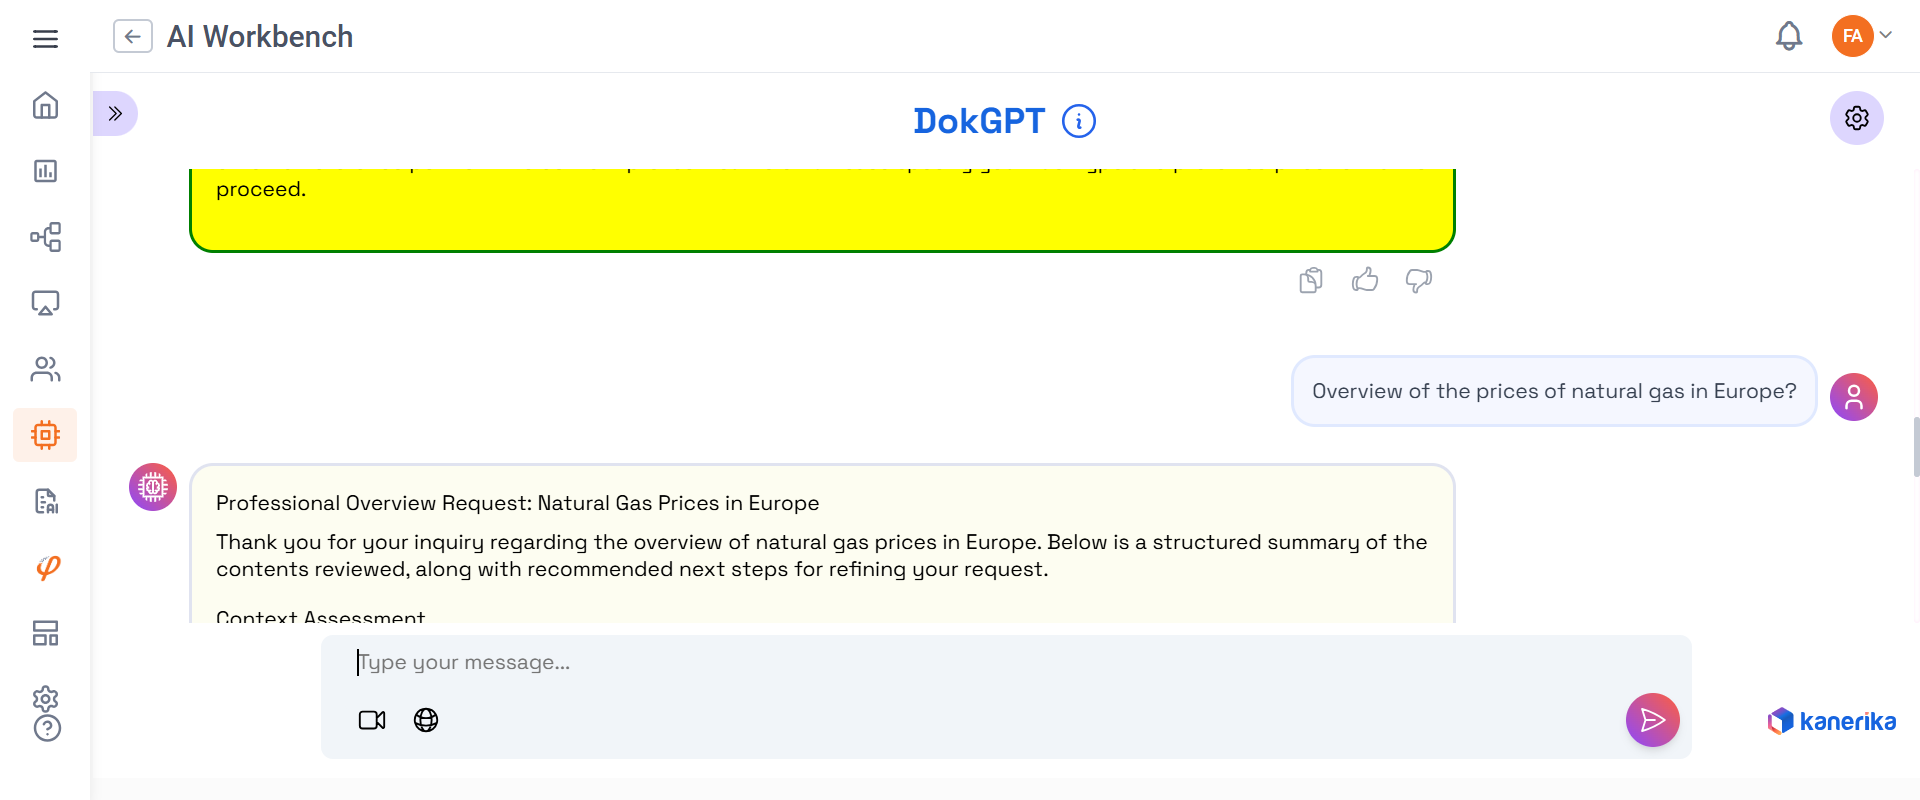 AI Workbench
FA
DokGPT
proceed.
Overview of the prices of natural gas in Europe?
Professional Overview Request: Natural Gas Prices in Europe
Thank you for your inquiry regarding the overview of natural gas prices in Europe. Below is a structured summary of the
contents reviewed, along with recommended next steps for refining your request.
Context Assessment
Type your message...
kanerika